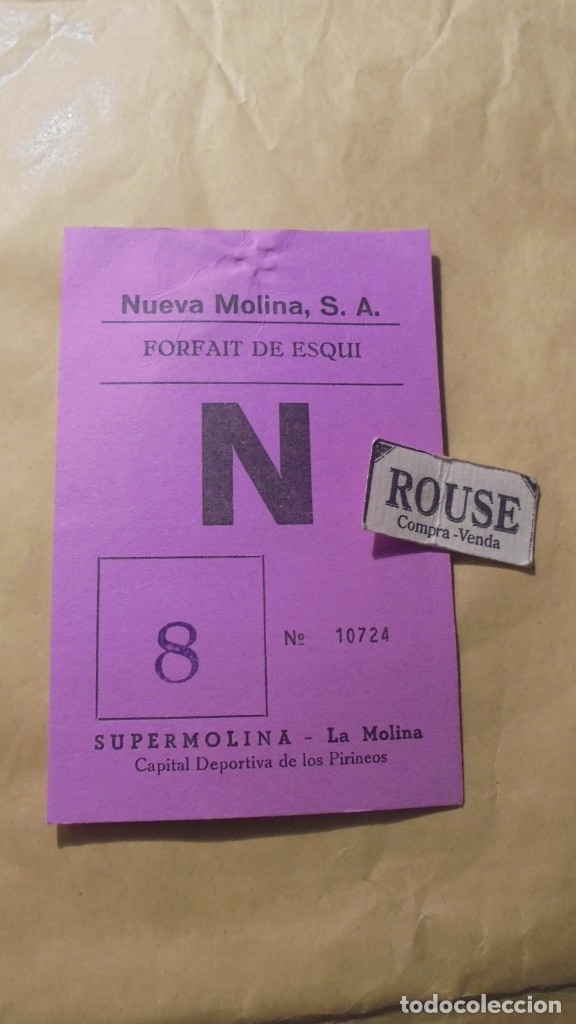 Nueva Molina, S. A.
FORFAIT DE ESQUI
N
8
Nº 10724
SUPERMOLINA - La Molina
Capital Deportiva de los Pirineos
ROUSE
Compra-Venda
todocoleccion